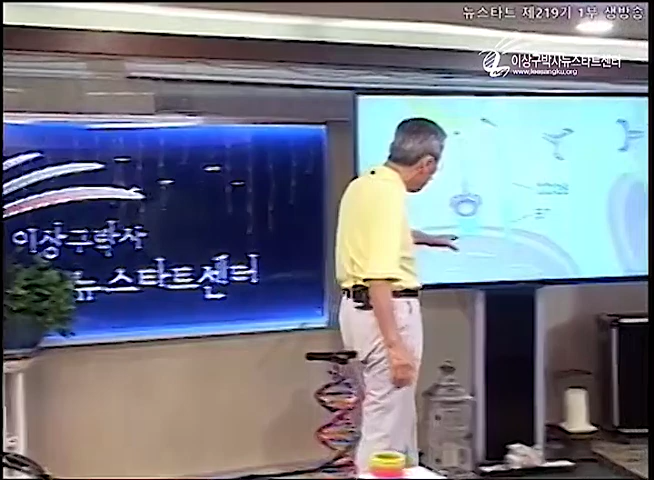 뉴스타트 제219기 1부 생방송
이상구박사뉴스타트센터
www.leesangku.org
이상구박사
뉴스타트센터